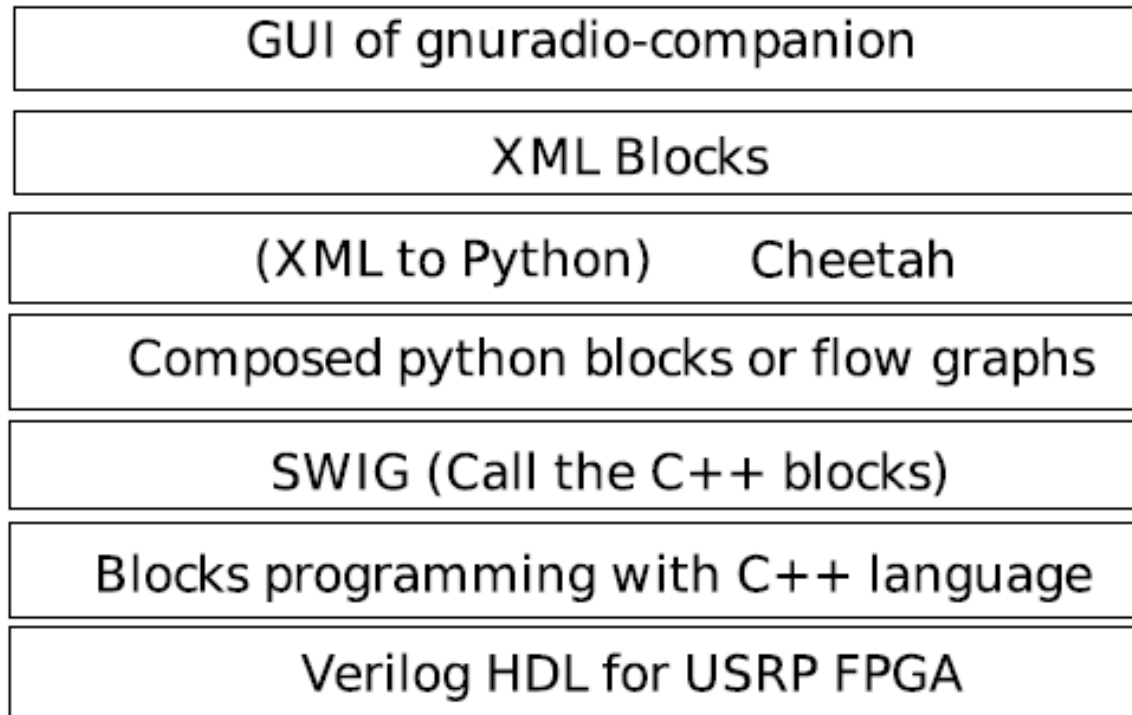 GUI of gnuradio-companion
XML Blocks
(XML to Python) Cheetah
Composed python blocks or flow graphs
SWIG (Call the C++ blocks)
Blocks programming with C++ language
Verilog HDL for USRP FPGA